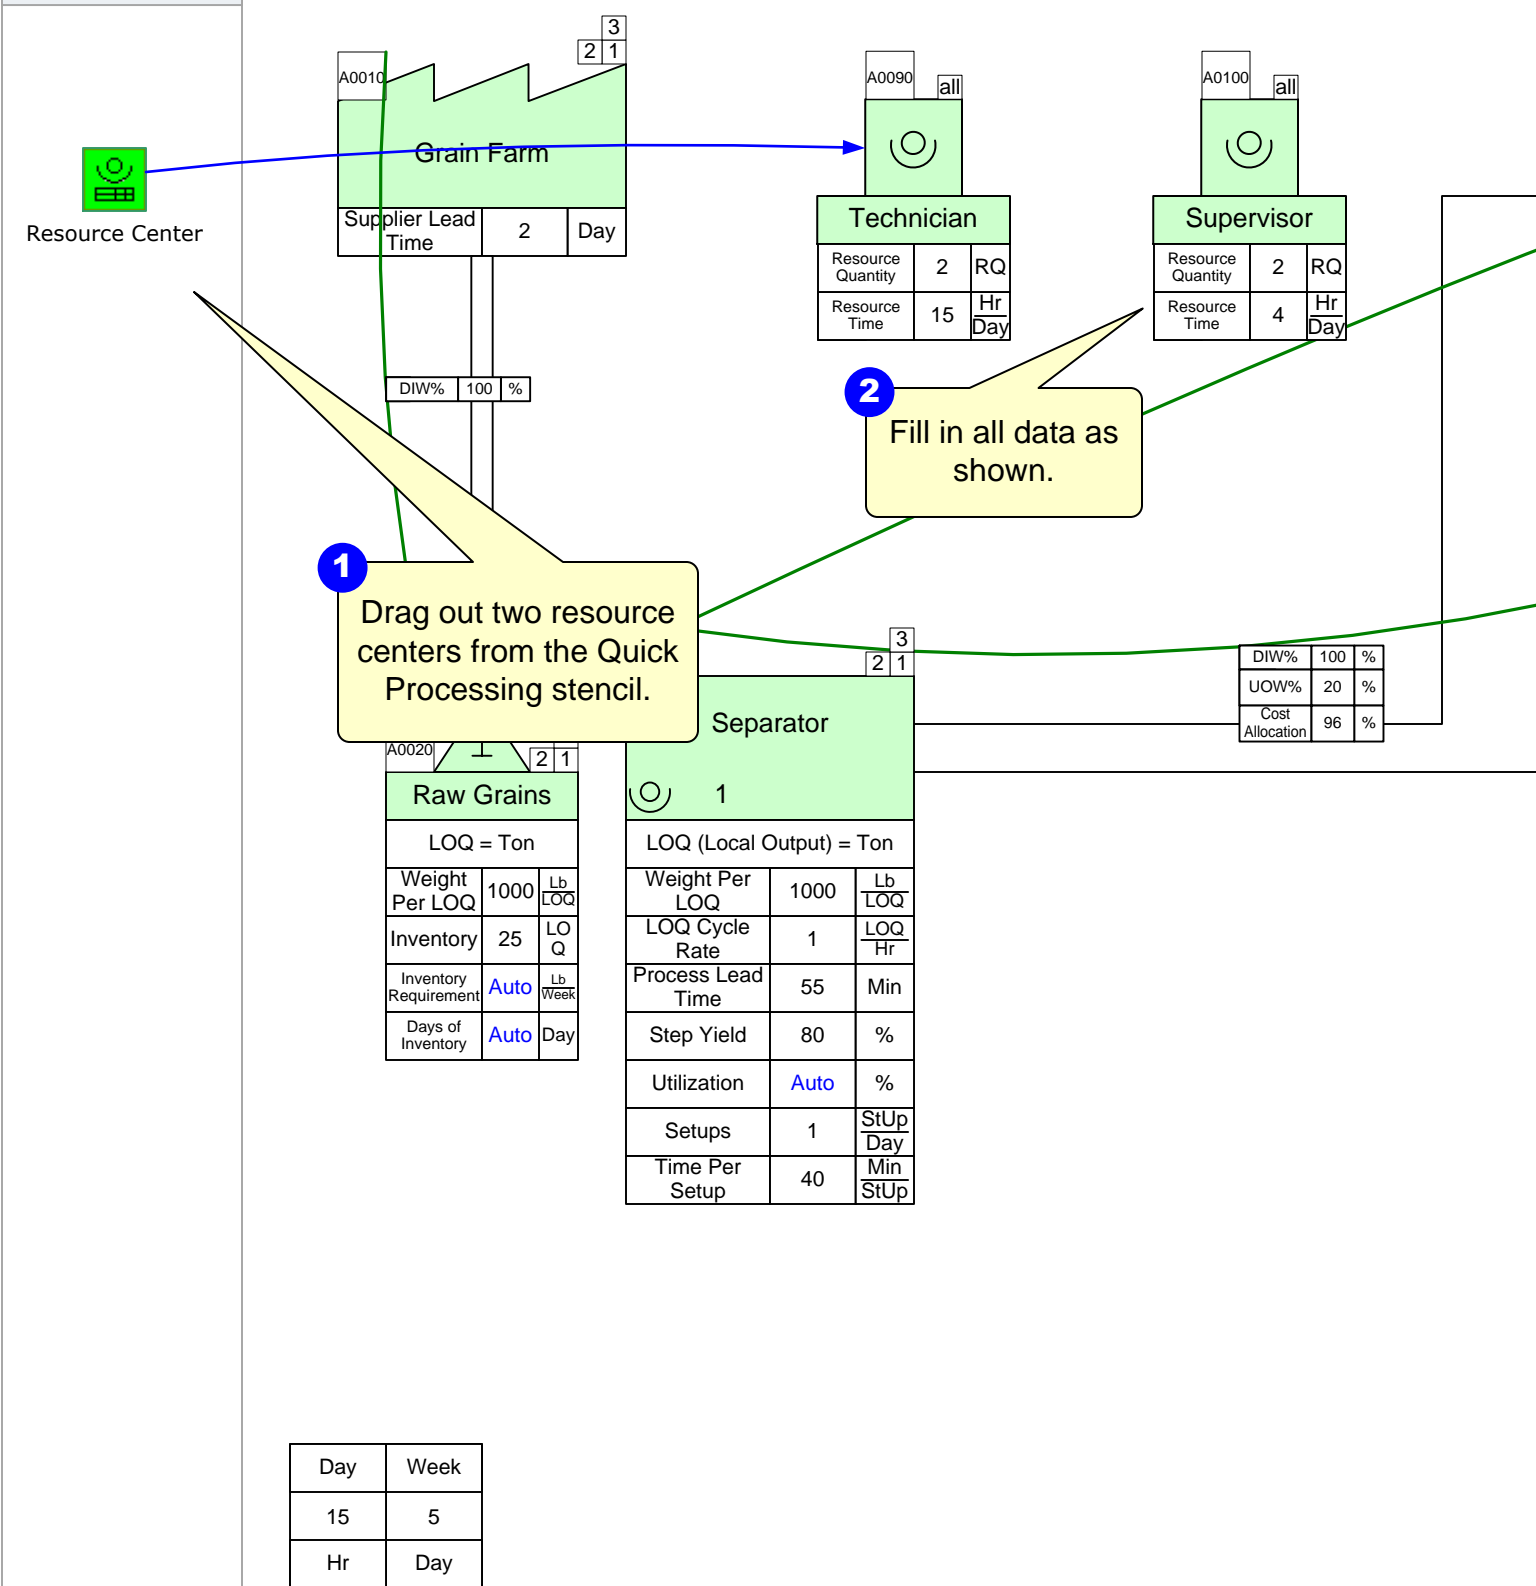 Resource Center
A0010
3
2 1
Grain Farm
Supplier Lead
Time
2
Day
DIW% 100 %
A0090
all
Technician
Resource
Quantity
2
RQ
Resource
Time
15
Hr
Day
A0100
all
Supervisor
Resource
Quantity
2
RQ
Resource
Time
4
Hr
Day
2
Fill in all data as
shown.
1
Drag out two resource
centers from the Quick
Processing stencil.
A0020
2 1
Raw Grains
LOQ = Ton
Weight
Per LOQ
1000
Lb
LOQ
Inventory
25
LO
Q
Inventory
Requirement
Auto
Lb
Week
Days of
Inventory
Auto
Day
3
2 1
Separator
1
LOQ (Local Output) = Ton
Weight Per
LOQ
1000
Lb
LOQ
LOQ Cycle
Rate
1
LOQ
Hr
Process Lead
Time
55
Min
Step Yield 80 %
Utilization Auto %
Setups
1
StUp
Day
Time Per
Setup
40
Min
StUp
DIW% 100 %
UOW% 20 %
Cost
Allocation
96
%
Day Week
15 5
Hr Day